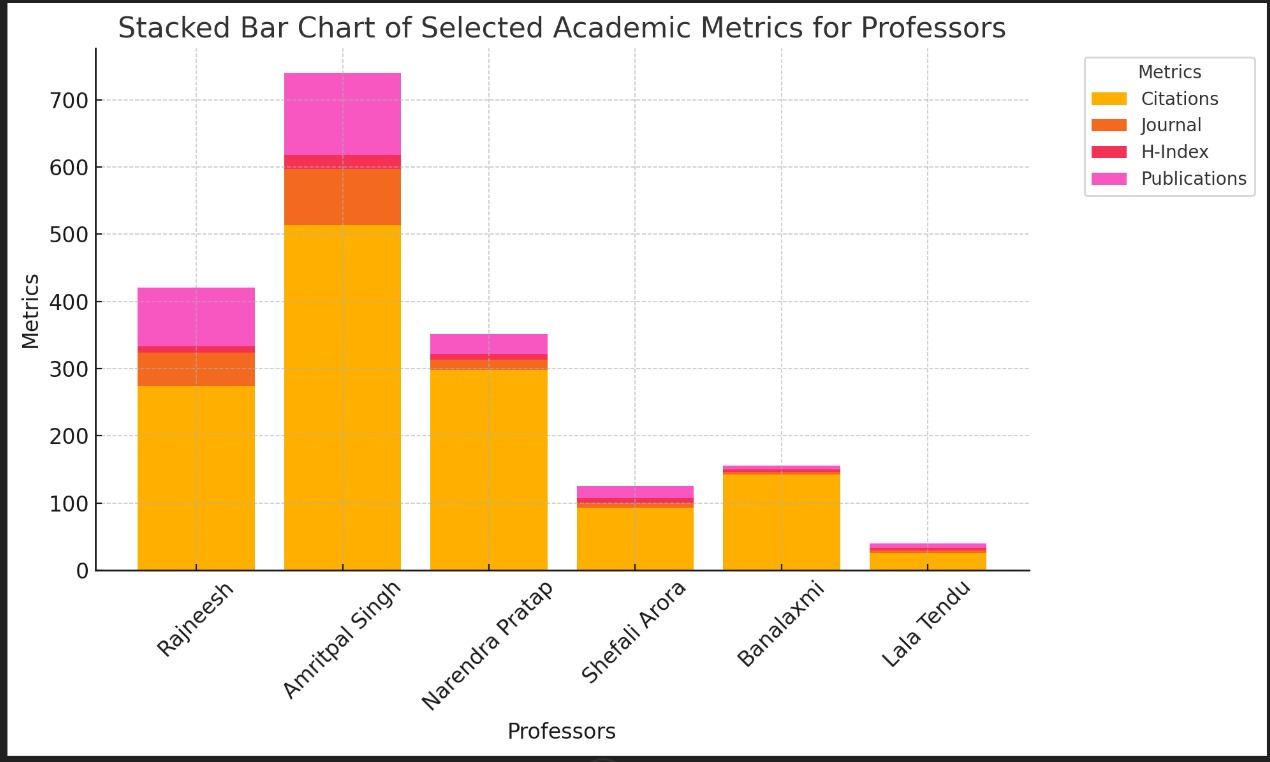 Stacked Bar Chart of Selected Academic Metrics for Professors
Metrics
Citations
Journal
H-Index
Publications
Metrics
700
600
500
400
300
200
100
0
Rajneesh
Amritpal Singh
Narendra Pratap
Shefali Arora
Banalaxmi
Lala Tendu
Professors